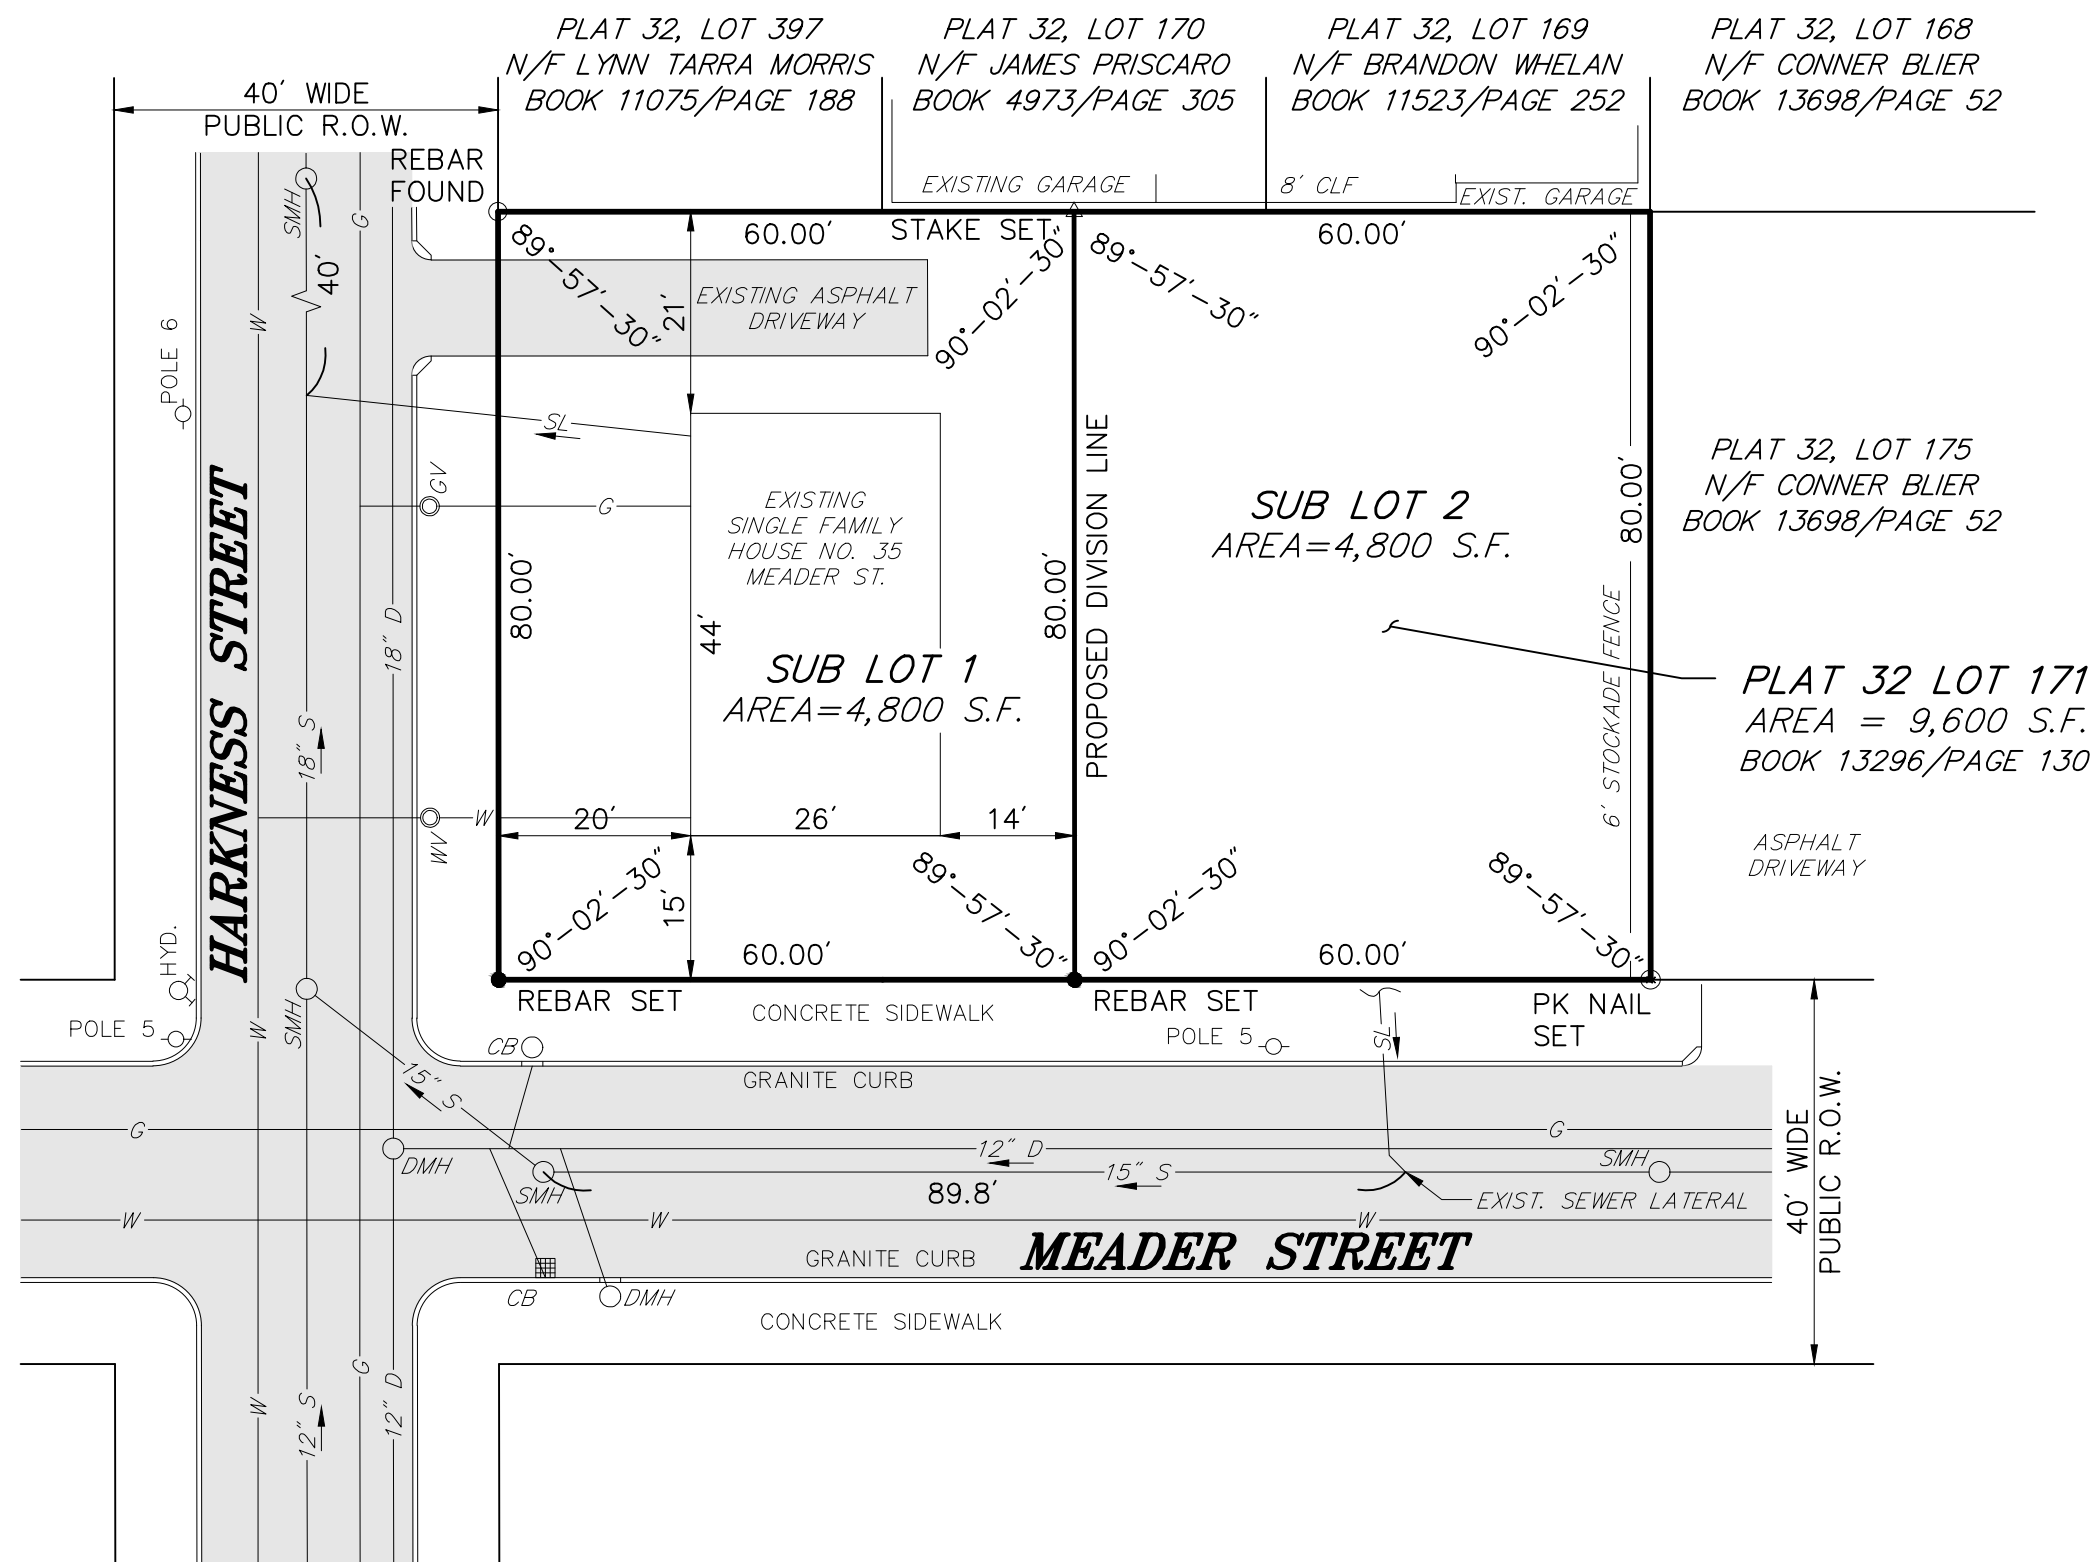 PLAT 32, LOT 397
N/F LYNN TARRA MORRIS
BOOK 11075/PAGE 188
PLAT 32, LOT 170
N/F JAMES PRISCARO
BOOK 4973/PAGE 305
PLAT 32, LOT 169
N/F BRANDON WHELAN
BOOK 11523/PAGE 252
PLAT 32, LOT 168
N/F CONNER BLIER
BOOK 13698/PAGE 52
40' WIDE
PUBLIC R.O.W.
REBAR
FOUND
EXISTING GARAGE
8' CLF
EXIST. GARAGE
STAKE SET
60.00'
60.00'
89°-57'-30"
90°-02'-30"
89°-57'-30"
90°-02'-30"
SMH
G
40'
W
POLE 6
21'
EXISTING ASPHALT
DRIVEWAY
SL
GV
G
EXISTING
SINGLE FAMILY
HOUSE NO. 35
MEADER ST.
80.00'
44'
80.00'
PROPOSED DIVISION LINE
SUB LOT 1
AREA=4,800 S.F.
SUB LOT 2
AREA=4,800 S.F.
80.00'
6' STOCKADE FENCE
PLAT 32, LOT 175
N/F CONNER BLIER
BOOK 13698/PAGE 52
PLAT 32 LOT 171
AREA = 9,600 S.F.
BOOK 13296/PAGE 130
ASPHALT
DRIVEWAY
HARKNESS STREET
18" S
18" D
W
WV
20'
26'
14'
15'
90°-02'-30"
89°-57'-30"
90°-02'-30"
89°-57'-30"
60.00'
60.00'
HYD.
POLE 5
SMH
W
REBAR SET
CONCRETE SIDEWALK
REBAR SET
PK NAIL
SET
POLE 5
SL
CB
GRANITE CURB
15" S
G
DMH
SMH
12" D
15" S
89.8'
G
SMH
EXIST. SEWER LATERAL
W
W
W
GRANITE CURB
MEADER STREET
CB
DMH
CONCRETE SIDEWALK
40' WIDE
PUBLIC R.O.W.
W
12" S
G
12" D